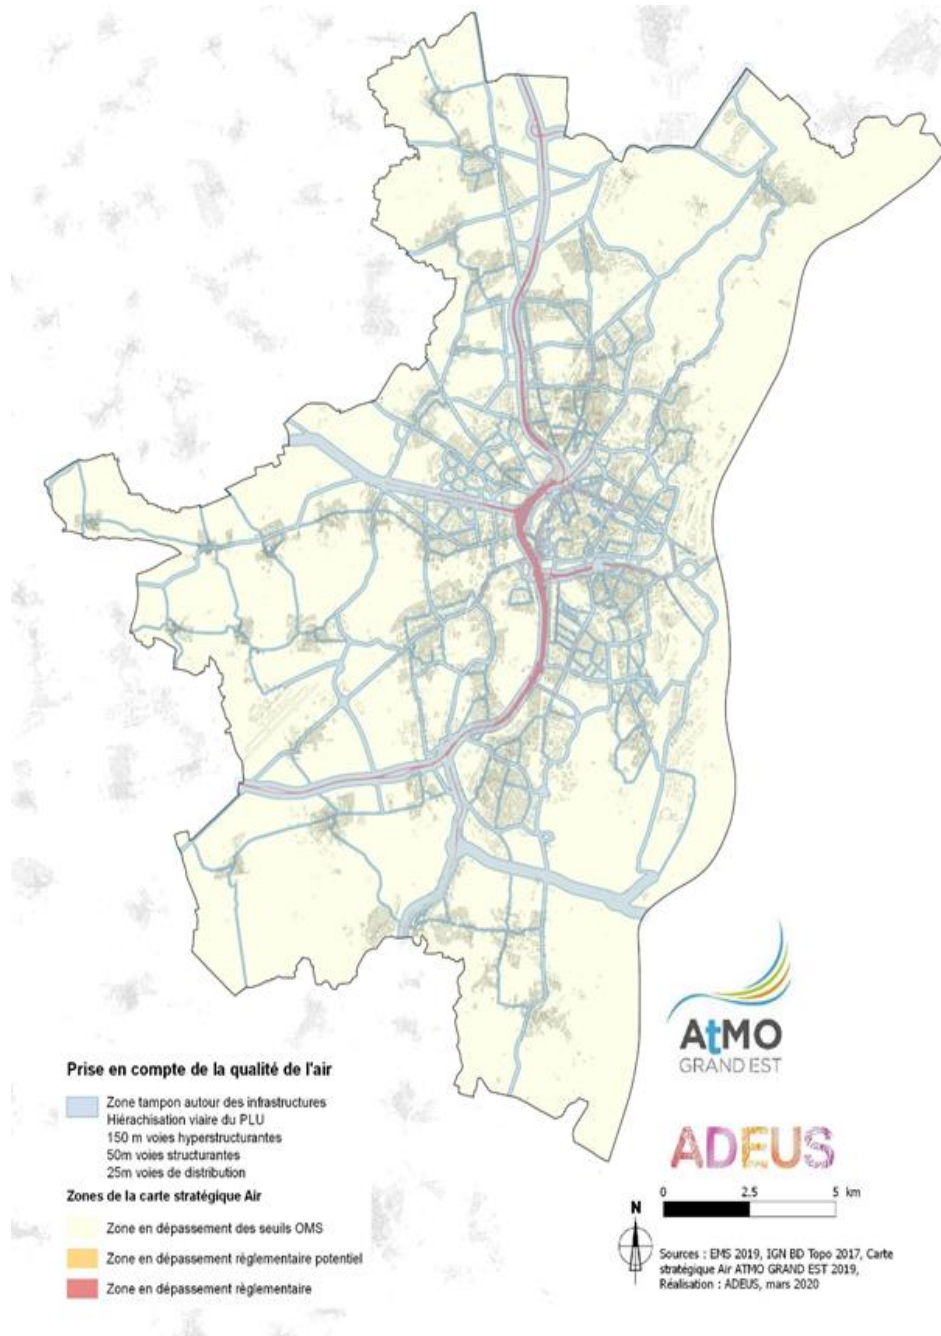 AtMO
GRAND EST
Prise en compte de la qualité de l'air
Zone tampon autour des infrastructures
Hiérachisation viaire du PLU
150 m voies hyperstructurantes
50m voies structurantes
25m voies de distribution
Zones de la carte stratégique Air
Zone en dépassement des seuils OMS
Zone en dépassement règlementaire potentiel
Zone en dépassement règlementaire
ADEUS
0 2.5 5 km
N
Sources : EMS 2019, IGN BD Topo 2017, Carte
stratégique Air ATMO GRAND EST 2019,
Réalisation : ADEUS, mars 2020